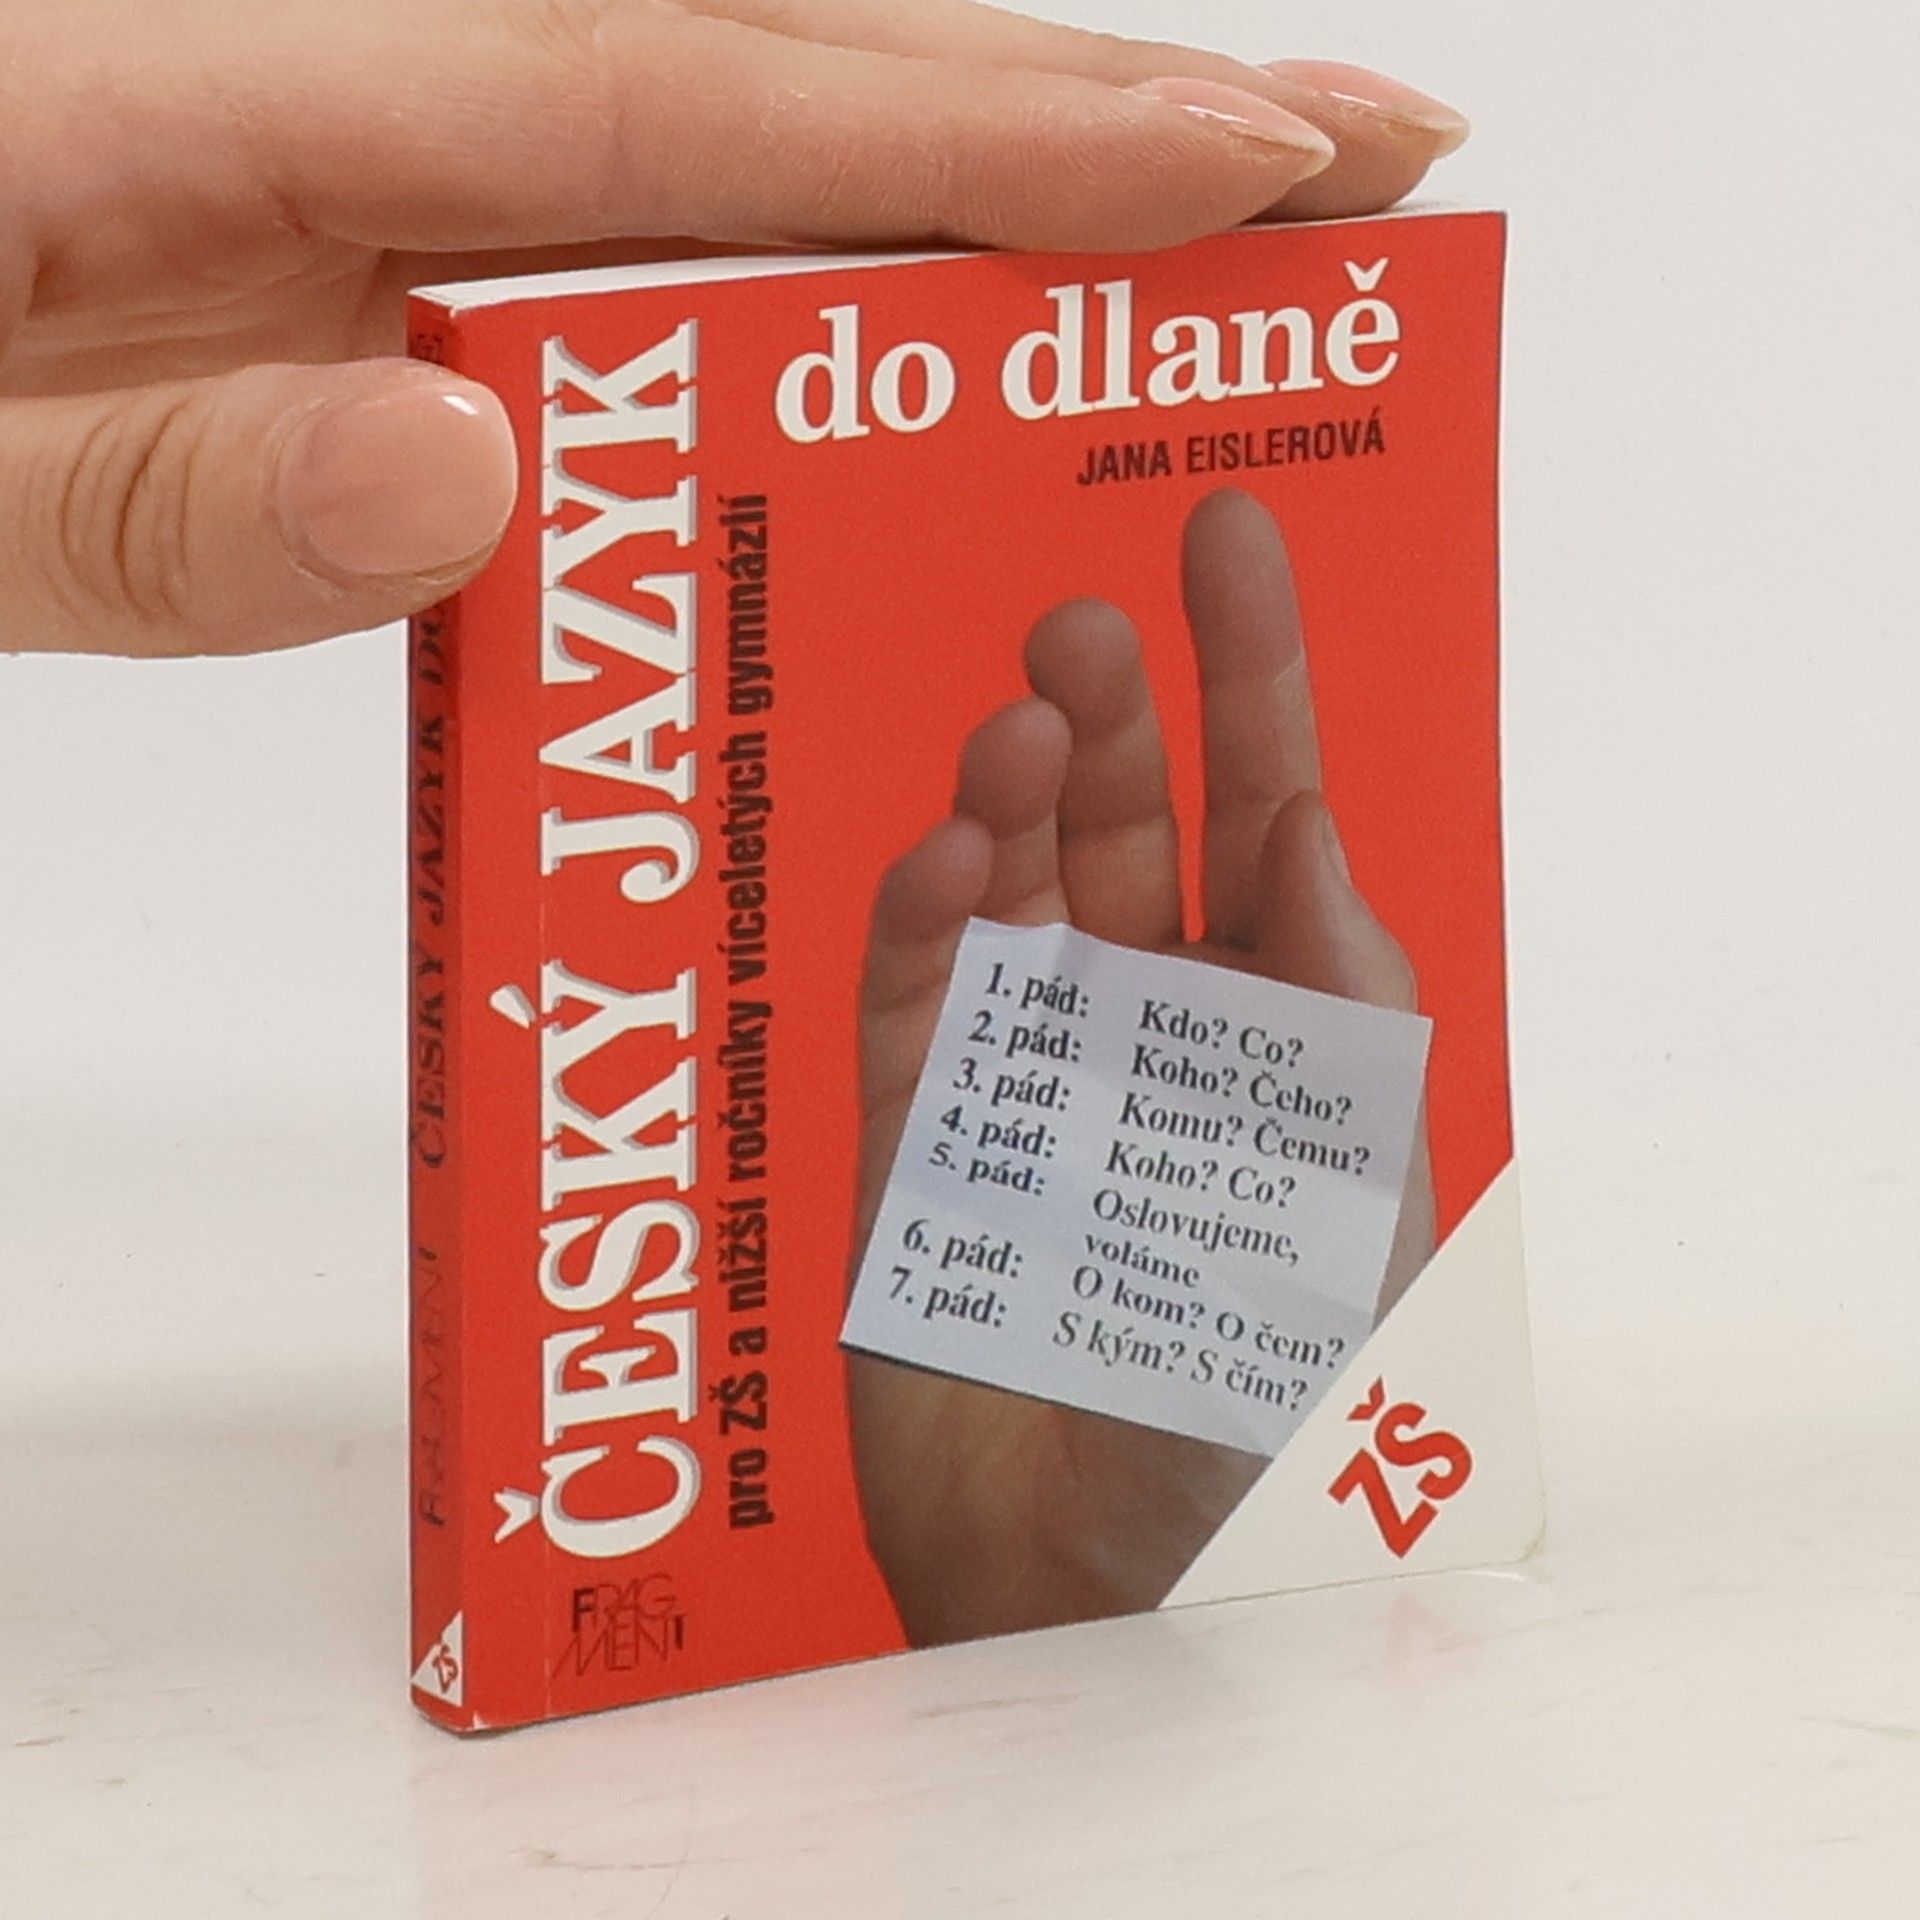 ČESKÝ JAZYK
do dlaně
JANA EISLEROVÁ
pro ZŠ a nižší ročníky víceletých gymnázií
1. pád: Kdo? Co?
2. pád: Koho? Čeho?
3. pád: Komu? Čemu?
4. pád: Koho? Co?
5. pád: Oslovujeme,
voláme
6. pád: O kom? O čem?
7. pád: S kým? S čím?
ZŠ
FRAG
MENT
FRAGMENT ČESKÝ JAZYK
ZŠ